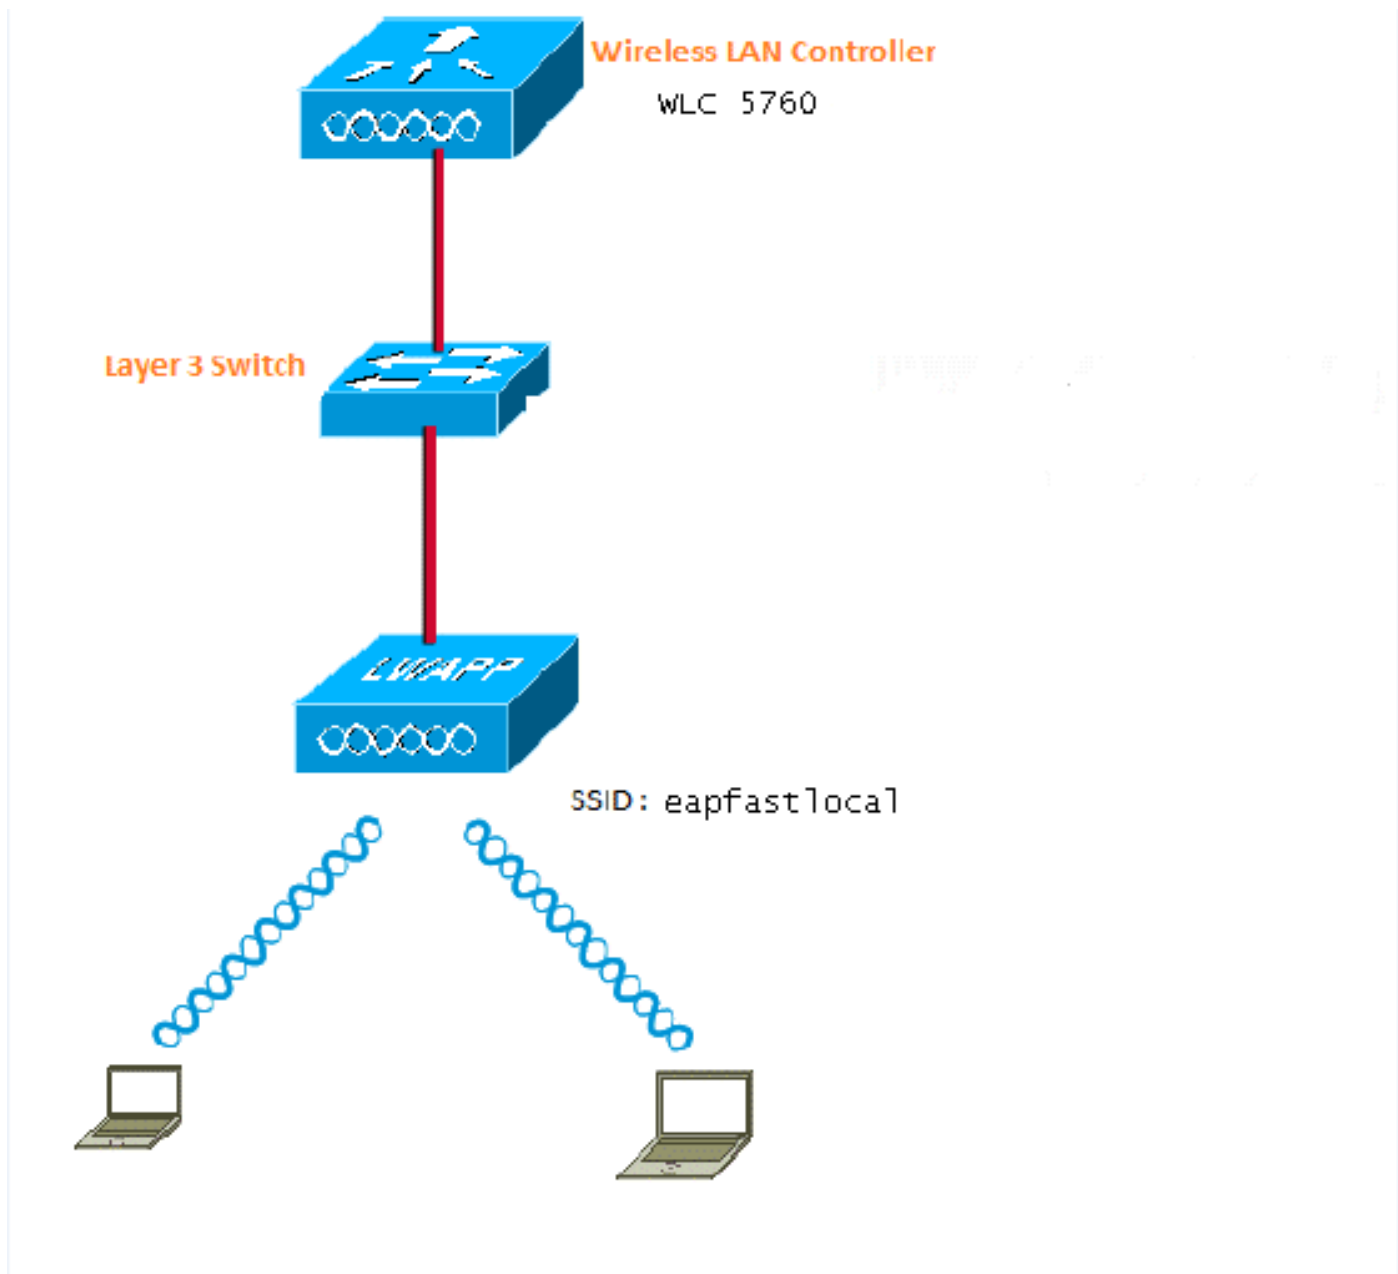 Wireless LAN Controller
WLC 5760
Layer 3 Switch
LWAPP
SSID: eapfastlocal